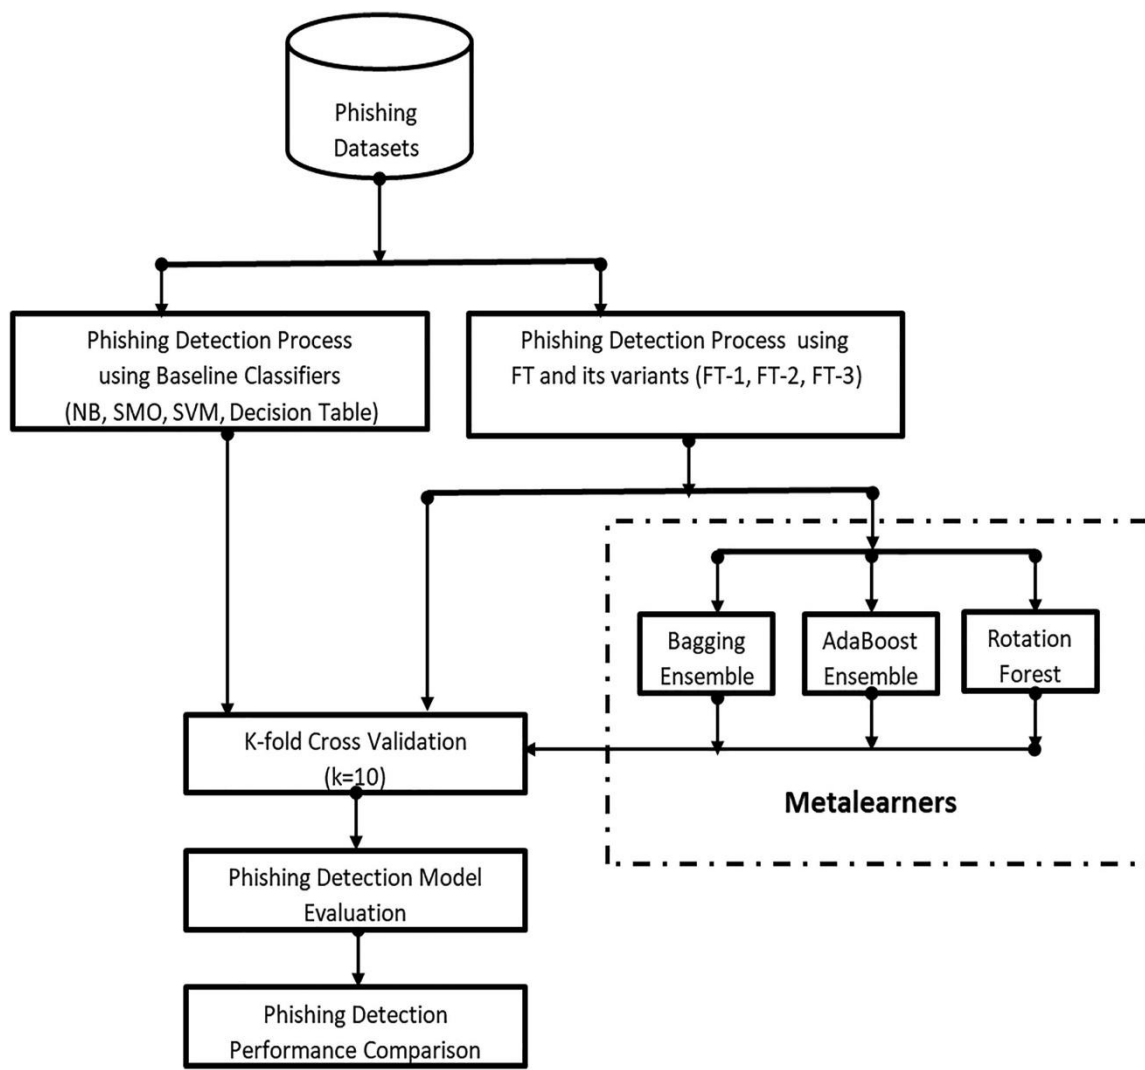 Phishing
Datasets
Phishing Detection Process
using Baseline Classifiers
(NB, SMO, SVM, Decision Table)
Phishing Detection Process using
FT and its variants (FT-1, FT-2, FT-3)
Bagging
Ensemble
AdaBoost
Ensemble
Rotation
Forest
Metalearners
K-fold Cross Validation
(k=10)
Phishing Detection Model
Evaluation
Phishing Detection
Performance Comparison